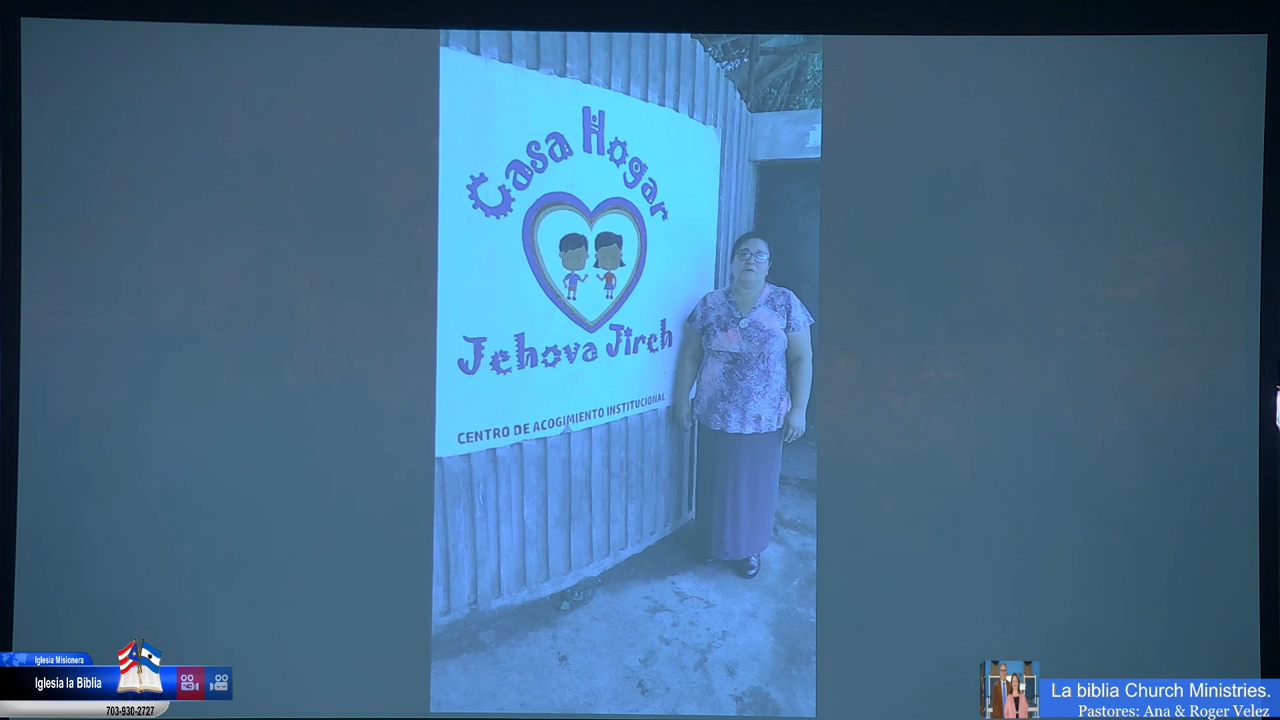 Casa Hogar
Jehova Jireh
CENTRO DE ACOGIMIENTO INSTITUCIONAL
Iglesia Misionera
Iglesia la Biblia
703-930-2727
La biblia Church Ministries.
Pastores: Ana & Roger Velez